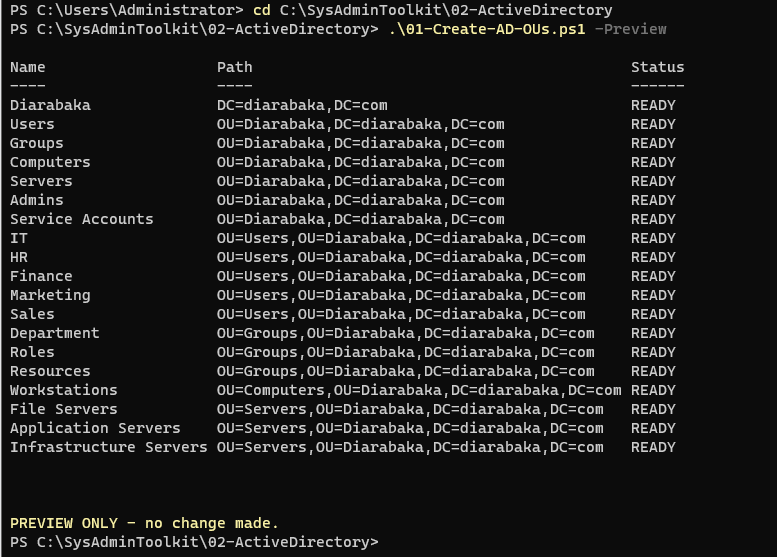 PS C:\Users\Administrator> cd C:\SysAdminToolkit\02-ActiveDirectory
PS C:\SysAdminToolkit\02-ActiveDirectory> .\01-Create-AD-OUs.ps1 -Preview
Name Path Status
---- ---- ------
Diarabaka DC=diarabaka,DC=com READY
Users OU=Diarabaka,DC=diarabaka,DC=com READY
Groups OU=Diarabaka,DC=diarabaka,DC=com READY
Computers OU=Diarabaka,DC=diarabaka,DC=com READY
Servers OU=Diarabaka,DC=diarabaka,DC=com READY
Admins OU=Diarabaka,DC=diarabaka,DC=com READY
Service Accounts OU=Diarabaka,DC=diarabaka,DC=com READY
IT OU=Users,OU=Diarabaka,DC=diarabaka,DC=com READY
HR OU=Users,OU=Diarabaka,DC=diarabaka,DC=com READY
Finance OU=Users,OU=Diarabaka,DC=diarabaka,DC=com READY
Marketing OU=Users,OU=Diarabaka,DC=diarabaka,DC=com READY
Sales OU=Users,OU=Diarabaka,DC=diarabaka,DC=com READY
Department OU=Groups,OU=Diarabaka,DC=diarabaka,DC=com READY
Roles OU=Groups,OU=Diarabaka,DC=diarabaka,DC=com READY
Resources OU=Groups,OU=Diarabaka,DC=diarabaka,DC=com READY
Workstations OU=Computers,OU=Diarabaka,DC=diarabaka,DC=com READY
File Servers OU=Servers,OU=Diarabaka,DC=diarabaka,DC=com READY
Application Servers OU=Servers,OU=Diarabaka,DC=diarabaka,DC=com READY
Infrastructure Servers OU=Servers,OU=Diarabaka,DC=diarabaka,DC=com READY
PREVIEW ONLY - no change made.
PS C:\SysAdminToolkit\02-ActiveDirectory>